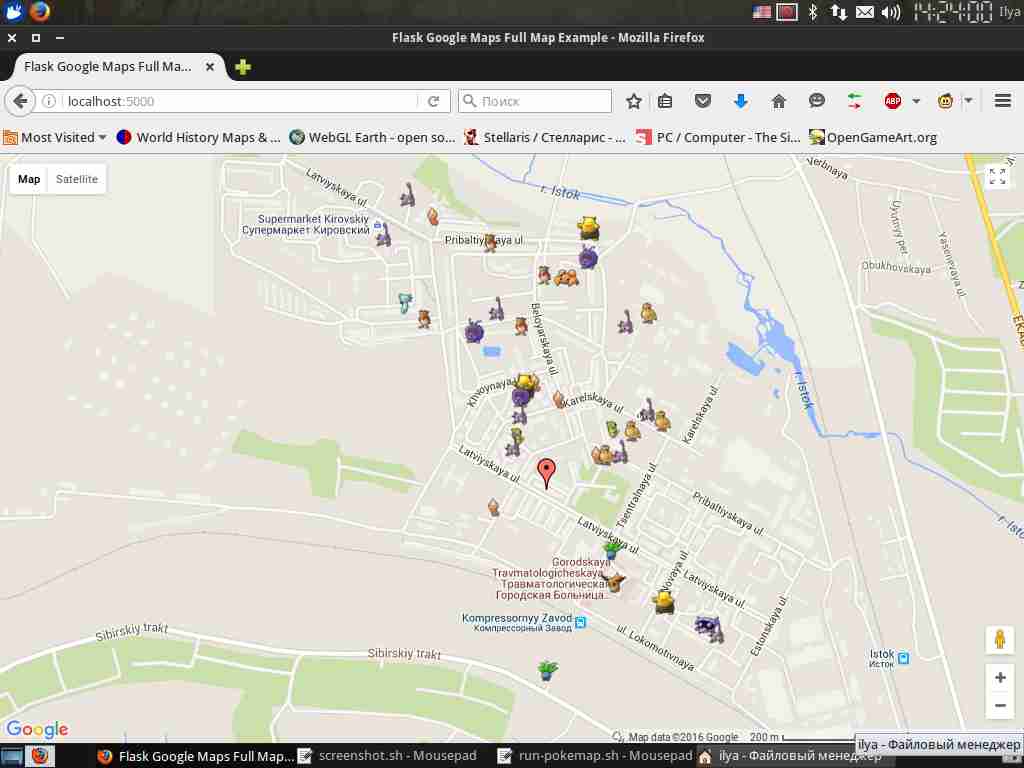 14:24:00 Ilya
Flask Google Maps Full Map Example - Mozilla Firefox
Flask Google Maps Full Ma...
localhost:5000
Поиск
ABP
Most Visited
World History Maps & ...
WebGL Earth - open so...
Stellaris / Стелларис - ...
PC / Computer - The Si...
OpenGameArt.org
Map Satellite
Verbnaya
Latviyskaya ul
r. Istok
Uyutnyy per
Yasenevaya ul
Supermarket Kirovskiy
Супермаркет Кировский
Pribaltiyskaya ul
Obukhovskaya
Beloyarskaya ul
Khvoynaya
Karelskaya ul
Karelskaya ul
r. Istok
Latviyskaya ul
Tsentralnaya ul
Pribaltiyskaya ul
r. Istok
Latviyskaya ul
Gorodskaya
Travmatologicheskaya
Травматологическая
Городская Больница...
Novaya ul
Latviyskaya ul
Estonskaya ul
Kompressornyy Zavod
Компрессорный Завод
Sibirskiy trakt
ul. Lokomotivnaya
Sibirskiy trakt
Istok
Исток
Google
Map data ©2016 Google
200 m
ilya - Файловый менеджер
Flask Google Maps Full Map...
screenshot.sh - Mousepad
run-pokemap.sh - Mousepad
ilya - Файловый менеджер